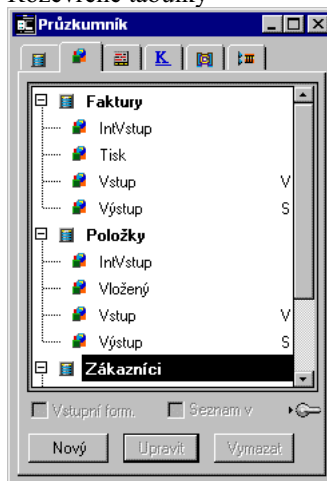 Rozevřené tabulky
Průzkumník
K
Faktury
IntVstup
Tisk
Vstup V
Výstup S
Položky
IntVstup
Vložený
Vstup V
Výstup S
Zákazníci
Vstupní form. Seznam v
Nový Upravit Vymazat